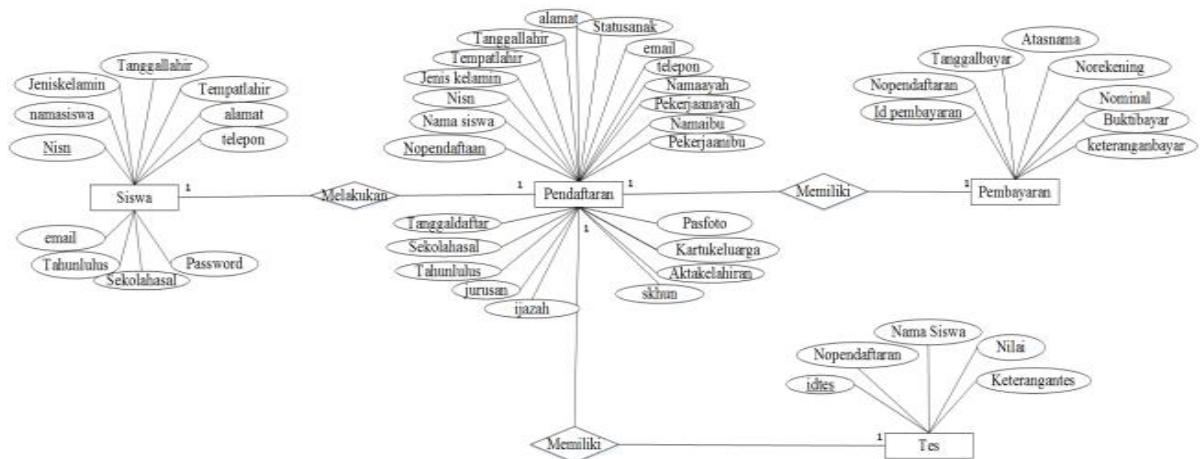 Tanggallahir
Jeniskelamin
Tempatlahir
namasiswa
alamat
Nisn
telepon
Siswa
email
Tahunlulus
Sekolahasal
Password
1
Melakukan
1
alamat
Statusanak
Tanggallahir
email
Tempatlahir
telepon
Jenis kelamin
Namaayah
Nisn
Pekerjaanayah
Nama siswa
Namaibu
Nopendaftaan
Pekerjaanibu
Pendaftaran
Tanggaldaftar
Pasfoto
Sekolahasal
Kartukeluarga
Tahunlulus
Aktakelahiran
jurusan
skhun
ijazah
1
1
Memiliki
1
Atasnama
Tanggalbayar
Norekening
Nopendaftaran
Nominal
Id pembayaran
Buktibayar
keteranganbayar
Pembayaran
Memiliki
1
Nama Siswa
Nopendaftaran
Nilai
idtes
Keterangantes
Tes